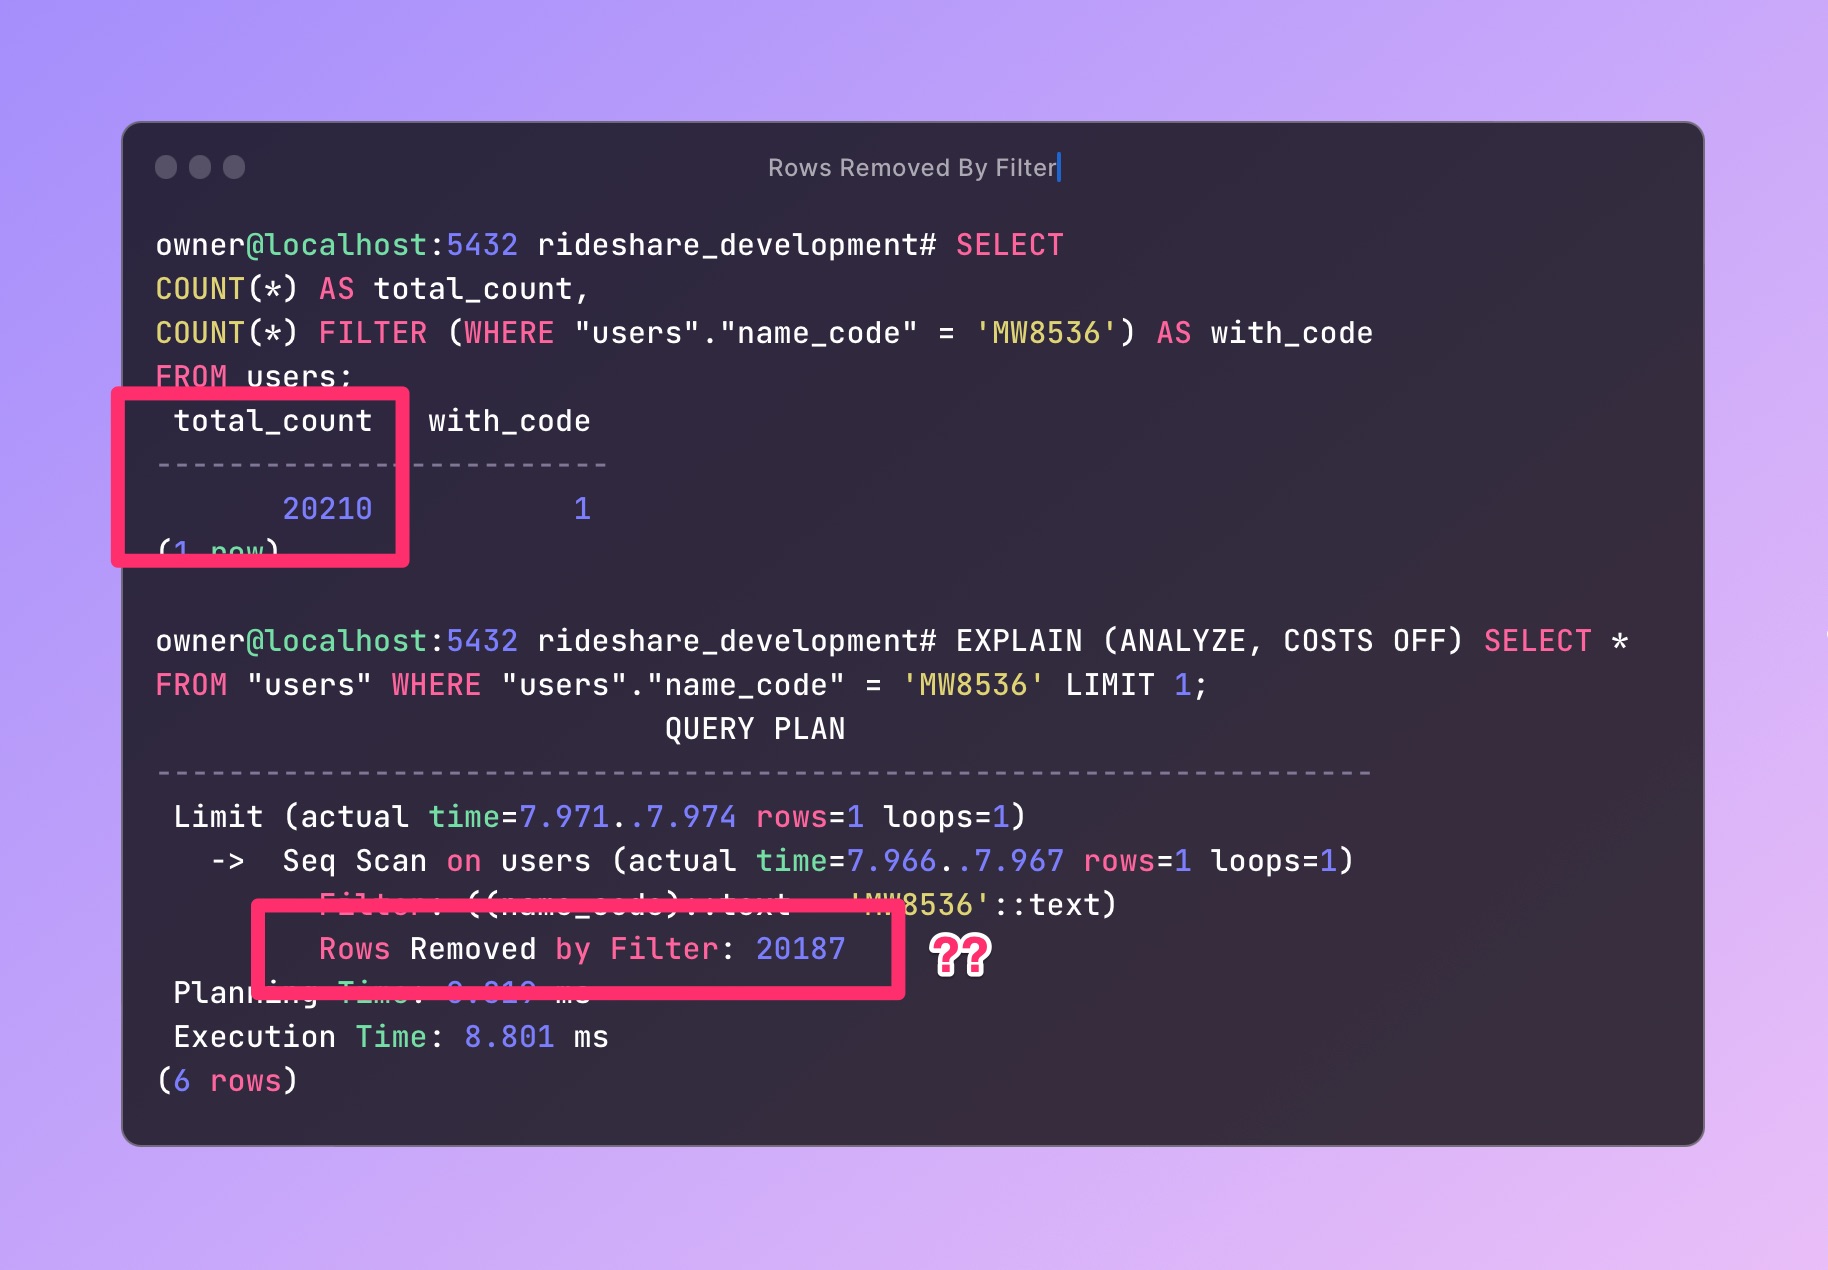 Rows Removed By Filter
owner@localhost:5432 rideshare_development# SELECT
COUNT(*) AS total_count,
COUNT(*) FILTER (WHERE "users"."name_code" = 'MW8536') AS with_code
FROM users;
total_count with_code
-------------------------
20210 1
(1 row)
owner@localhost:5432 rideshare_development# EXPLAIN (ANALYZE, COSTS OFF) SELECT *
FROM "users" WHERE "users"."name_code" = 'MW8536' LIMIT 1;
QUERY PLAN
-------------------------------------------------------------------
Limit (actual time=7.971..7.974 rows=1 loops=1)
-> Seq Scan on users (actual time=7.966..7.967 rows=1 loops=1)
Filter: ((name_code)::text 'MW8536'::text)
Rows Removed by Filter: 20187 ??
Planning Time: ms
Execution Time: 8.801 ms
(6 rows)